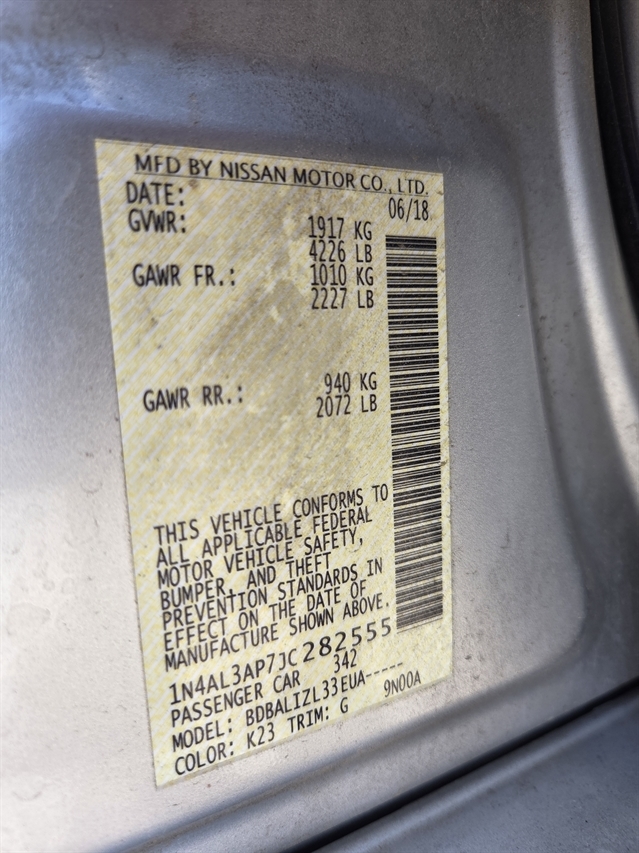 MFD BY NISSAN MOTOR CO., LTD.
DATE: 06/18
GVWR: 1917 KG
4226 LB
GAWR FR.: 1010 KG
2227 LB
GAWR RR.: 940 KG
2072 LB
THIS VEHICLE CONFORMS TO
ALL APPLICABLE FEDERAL
MOTOR VEHICLE SAFETY,
BUMPER, AND THEFT
PREVENTION STANDARDS IN
EFFECT ON THE DATE OF
MANUFACTURE SHOWN ABOVE.
1N4AL3AP7JC282555
PASSENGER CAR 342
MODEL: BDBALIZL33EUA-----
COLOR: K23 TRIM: G 9N00A